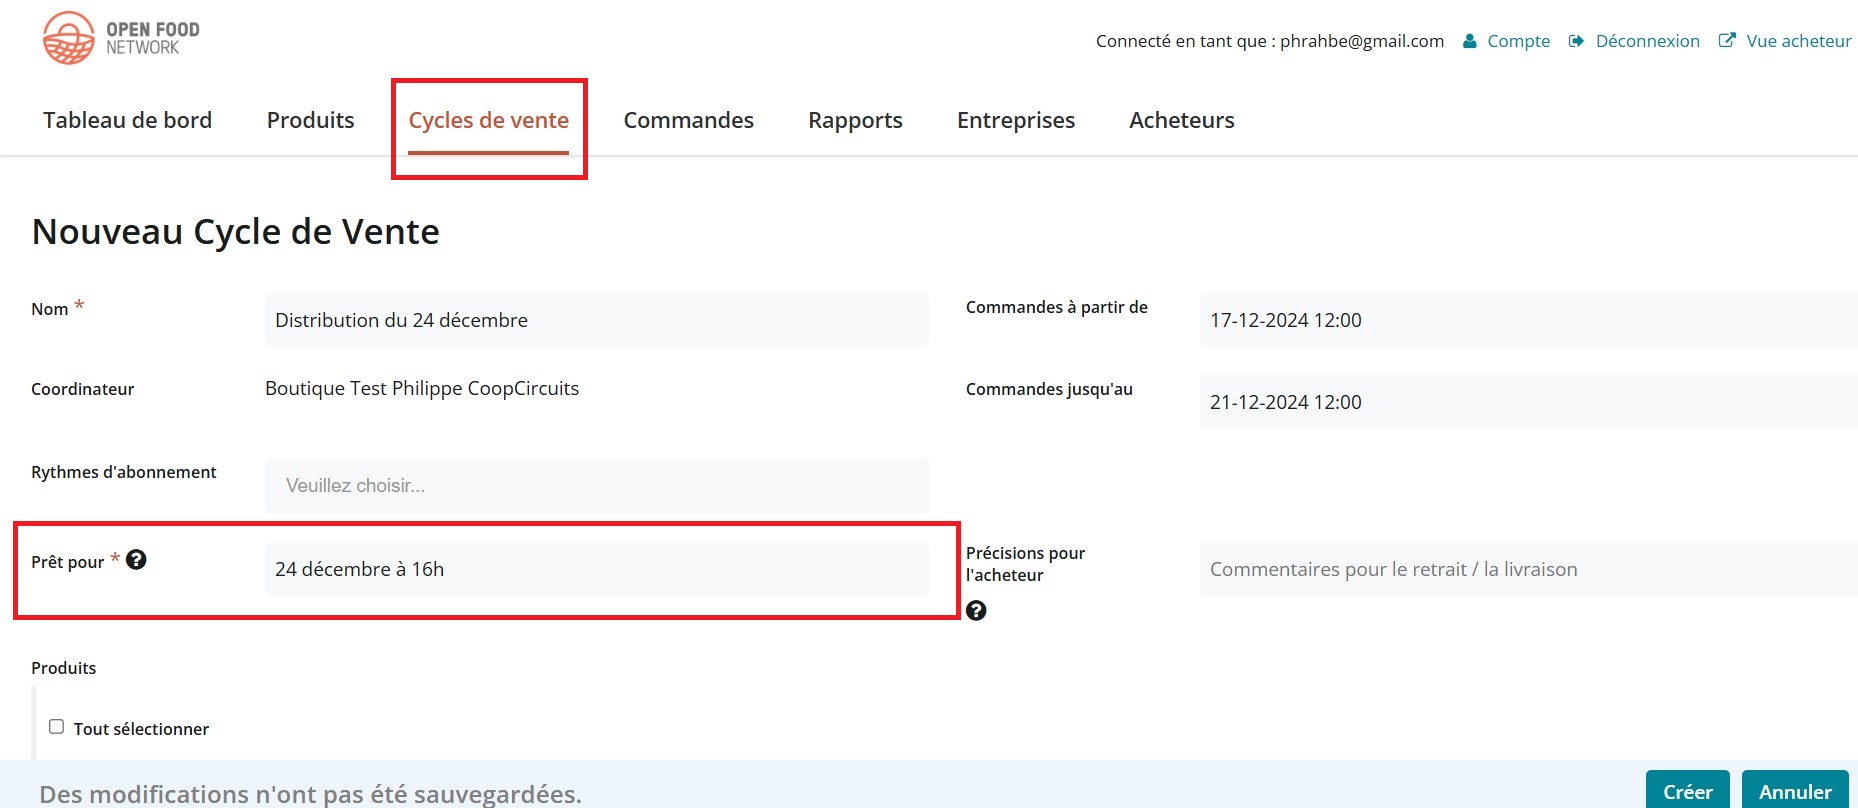 OPEN FOOD
NETWORK
Connecté en tant que : phrahbe@gmail.com Compte Déconnexion Vue acheteur
Tableau de bord Produits Cycles de vente Commandes Rapports Entreprises Acheteurs
Nouveau Cycle de Vente
Nom * Distribution du 24 décembre Commandes à partir de 17-12-2024 12:00
Coordinateur Boutique Test Philippe CoopCircuits Commandes jusqu'au 21-12-2024 12:00
Rythmes d'abonnement Veuillez choisir...
Prêt pour * ? 24 décembre à 16h Précisions pour l'acheteur ? Commentaires pour le retrait / la livraison
Produits
Tout sélectionner
Des modifications n'ont pas été sauvegardées. Créer Annuler